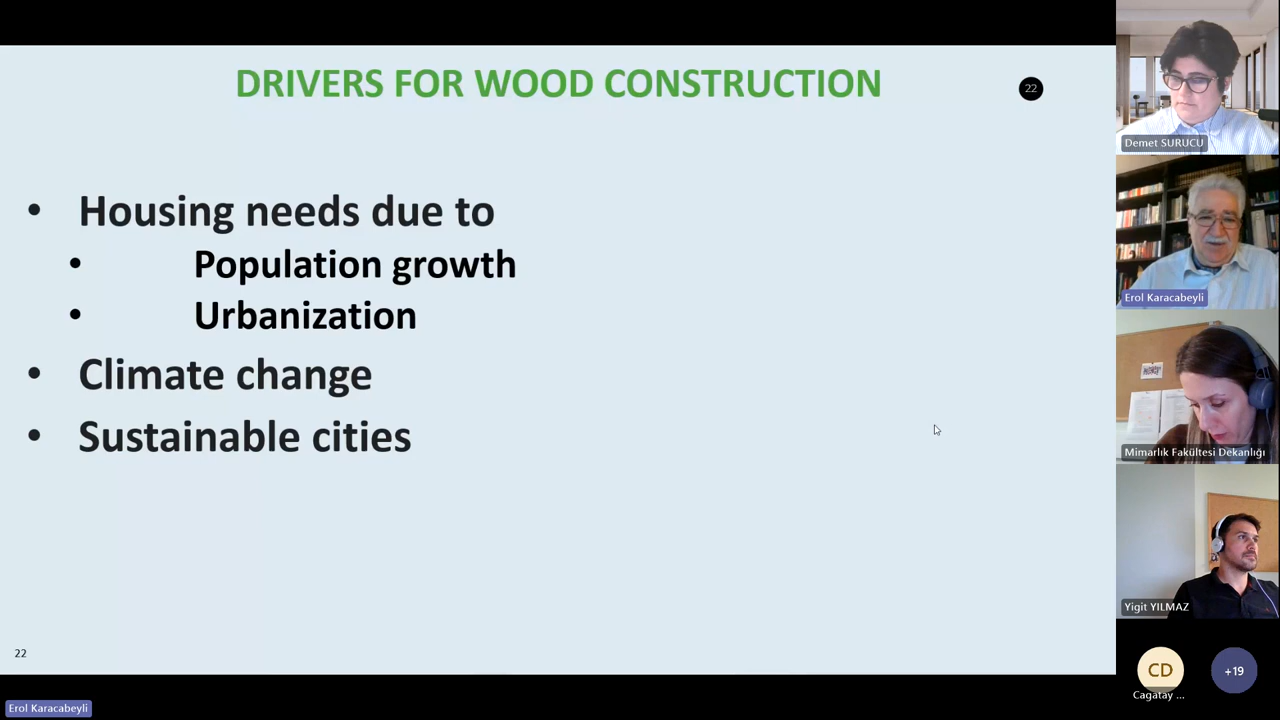 DRIVERS FOR WOOD CONSTRUCTION
22
• Housing needs due to
• Population growth
• Urbanization
• Climate change
• Sustainable cities
22
Erol Karacabeyli
Demet SURUCU
Erol Karacabeyli
Mimarlık Fakültesi Dekanlığı
Yigit YILMAZ
CD
Cagatay ...
+19